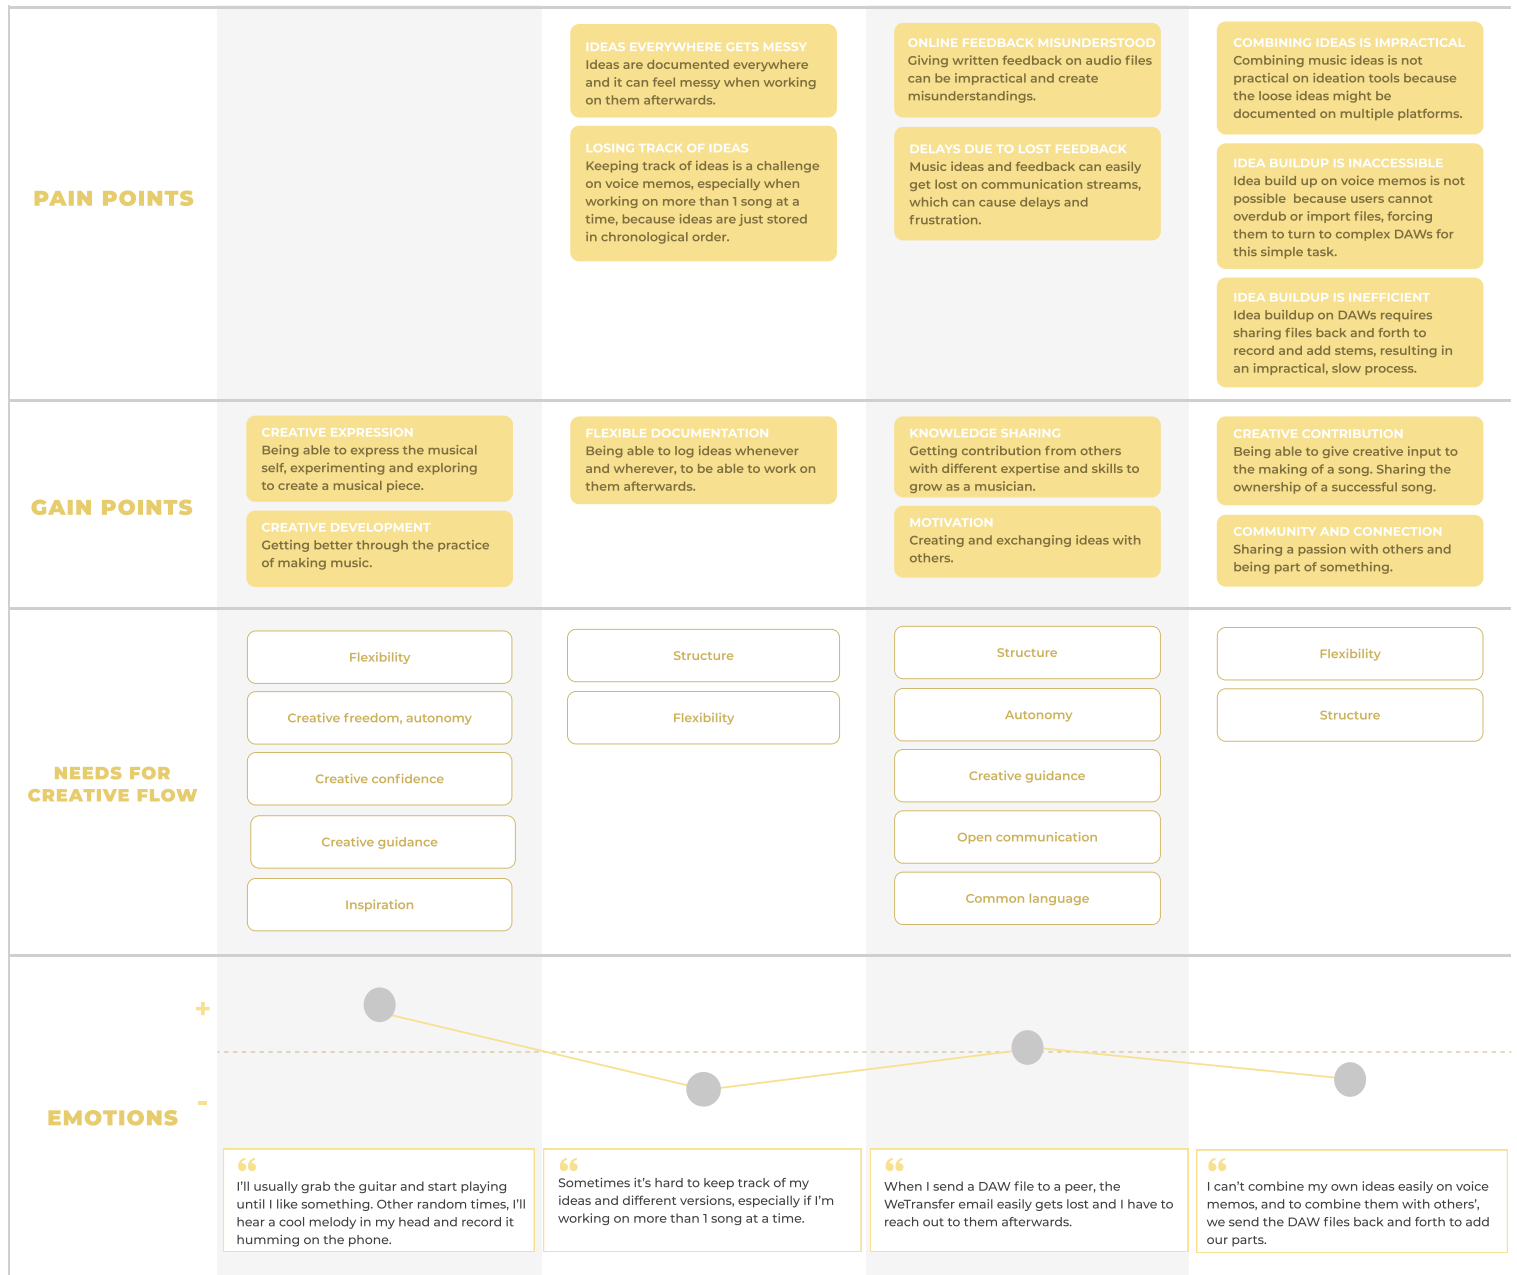 PAIN POINTS
IDEAS EVERYWHERE GETS MESSY
Ideas are documented everywhere
and it can feel messy when working
on them afterwards.
LOSING TRACK OF IDEAS
Keeping track of ideas is a challenge
on voice memos, especially when
working on more than 1 song at a
time, because ideas are just stored
in chronological order.
ONLINE FEEDBACK MISUNDERSTOOD
Giving written feedback on audio files
can be impractical and create
misunderstandings.
DELAYS DUE TO LOST FEEDBACK
Music ideas and feedback can easily
get lost on communication streams,
which can cause delays and
frustration.
COMBINING IDEAS IS IMPRACTICAL
Combining music ideas is not
practical on ideation tools because
the loose ideas might be
documented on multiple platforms.
IDEA BUILDUP IS INACCESSIBLE
Idea build up on voice memos is not
possible  because users cannot
overdub or import files, forcing
them to turn to complex DAWs for
this simple task.
IDEA BUILDUP IS INEFFICIENT
Idea buildup on DAWs requires
sharing files back and forth to
record and add stems, resulting in
an impractical, slow process.
GAIN POINTS
CREATIVE EXPRESSION
Being able to express the musical
self, experimenting and exploring
to create a musical piece.
CREATIVE DEVELOPMENT
Getting better through the practice
of making music.
FLEXIBLE DOCUMENTATION
Being able to log ideas whenever
and wherever, to be able to work on
them afterwards.
KNOWLEDGE SHARING
Getting contribution from others
with different expertise and skills to
grow as a musician.
MOTIVATION
Creating and exchanging ideas with
others.
CREATIVE CONTRIBUTION
Being able to give creative input to
the making of a song. Sharing the
ownership of a successful song.
COMMUNITY AND CONNECTION
Sharing a passion with others and
being part of something.
NEEDS FOR
CREATIVE FLOW
Flexibility
Creative freedom, autonomy
Creative confidence
Creative guidance
Inspiration
Structure
Flexibility
Structure
Autonomy
Creative guidance
Open communication
Common language
Flexibility
Structure
EMOTIONS
+
-
“
I’ll usually grab the guitar and start playing
until I like something. Other random times, I’ll
hear a cool melody in my head and record it
humming on the phone.
“
Sometimes it’s hard to keep track of my
ideas and different versions, especially if I’m
working on more than 1 song at a time.
“
When I send a DAW file to a peer, the
WeTransfer email easily gets lost and I have to
reach out to them afterwards.
“
I can’t combine my own ideas easily on voice
memos, and to combine them with others’,
we send the DAW files back and forth to add
our parts.